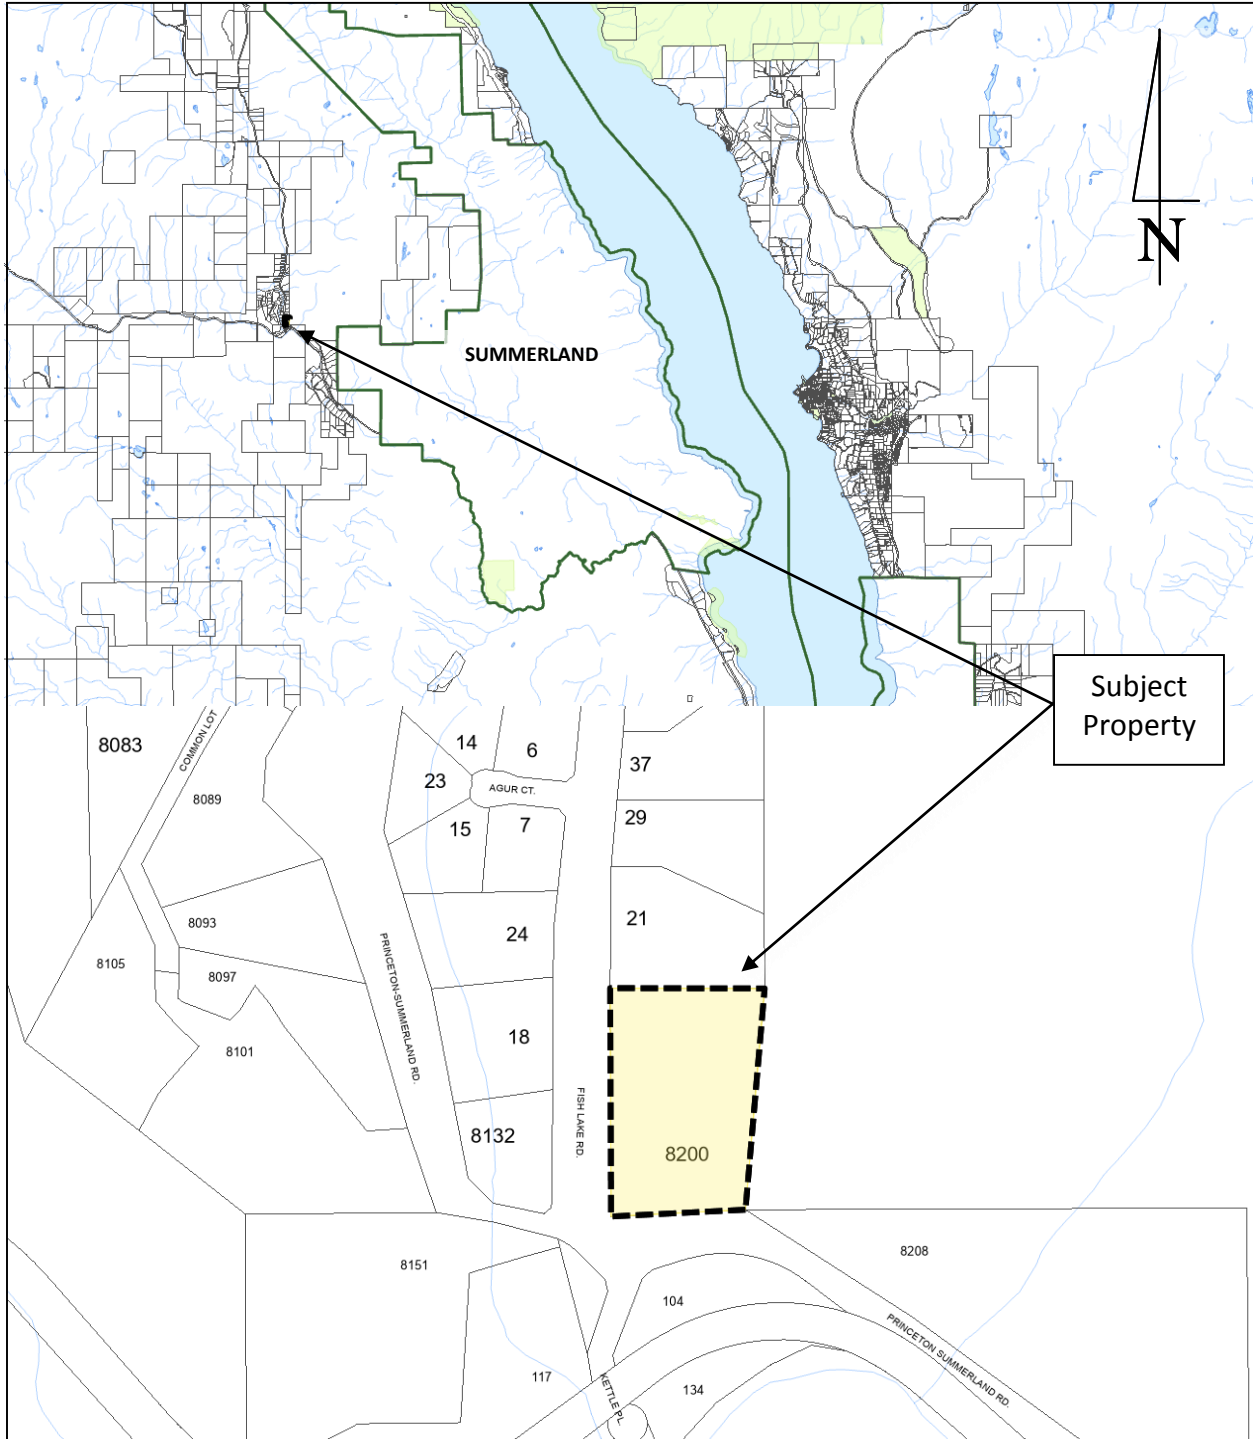 N
SUMMERLAND
Subject
Property
8083
COMMON LOT
8089
14
6
23
AGUR CT.
15
7
37
29
21
8093
8105
8097
PRINCETON-SUMMERLAND RD.
24
8101
18
FISH LAKE RD.
8132
8200
8151
8208
104
PRINCETON SUMMERLAND RD.
117
KETTLE PL.
134